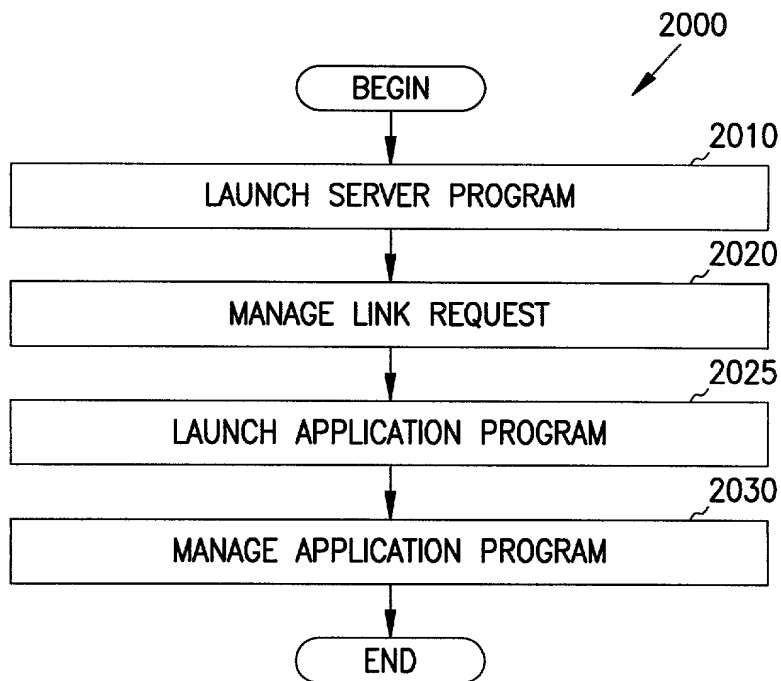 2000
BEGIN
2010
LAUNCH SERVER PROGRAM
2020
MANAGE LINK REQUEST
2025
LAUNCH APPLICATION PROGRAM
2030
MANAGE APPLICATION PROGRAM
END